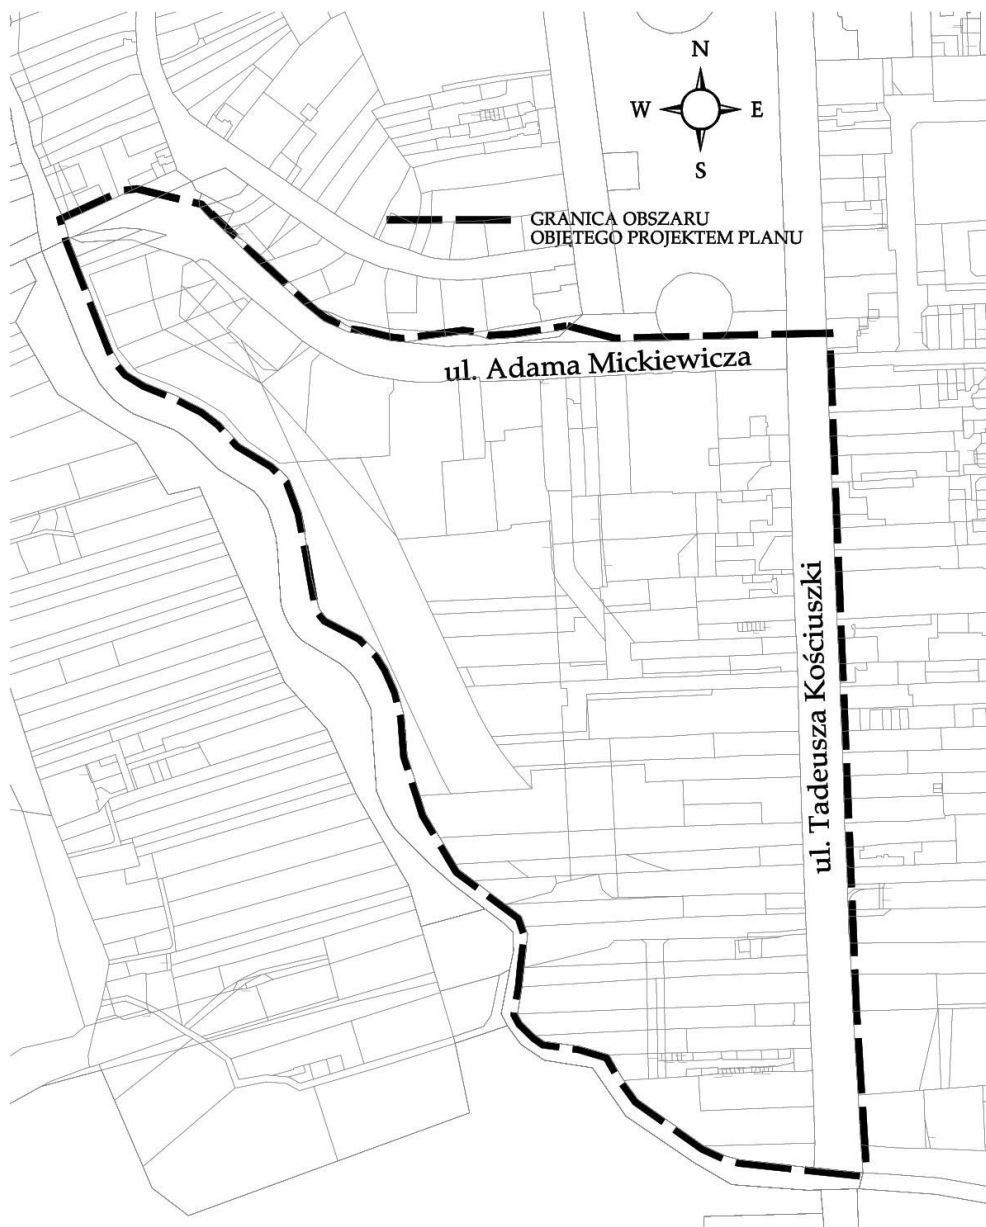 N
W E
S
GRANICA OBSZARU
OBJĘTEGO PROJEKTEM PLANU
ul. Adama Mickiewicza
ul. Tadeusza Kościuszki